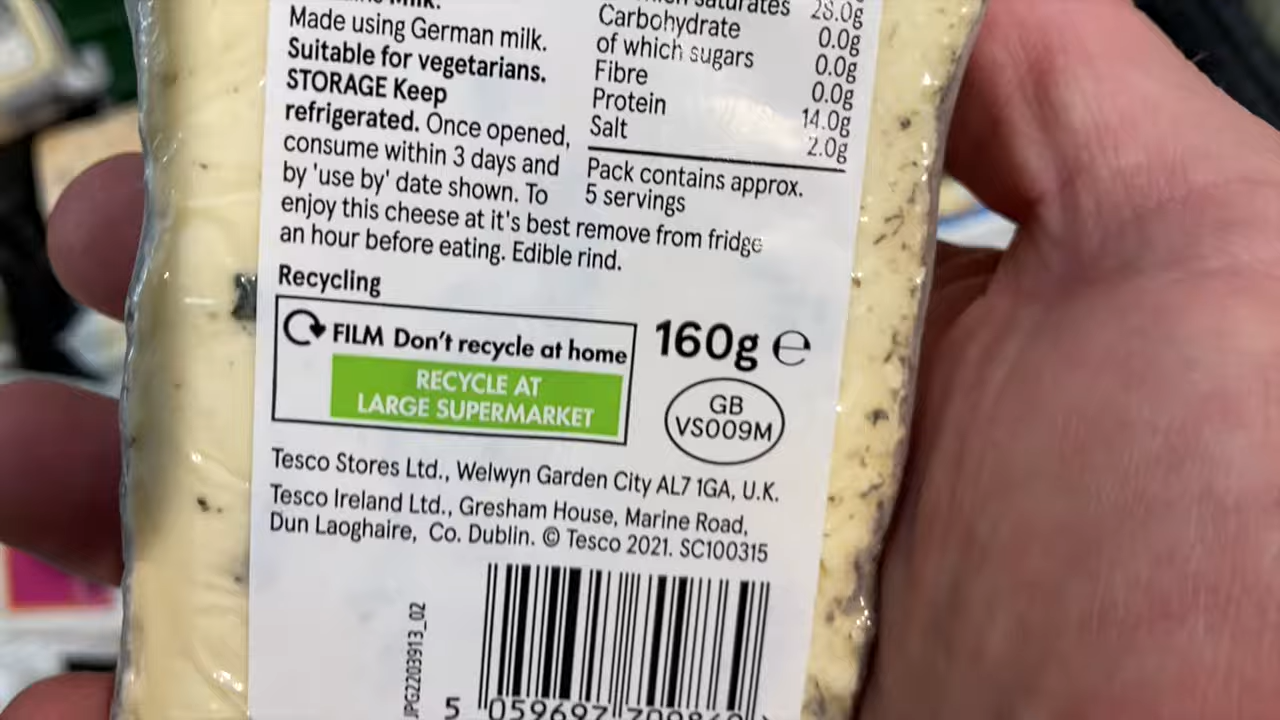 Milk.
Made using German milk.
Suitable for vegetarians.
STORAGE Keep
refrigerated. Once opened,
consume within 3 days and
by 'use by' date shown. To
enjoy this cheese at it's best remove from fridge
an hour before eating. Edible rind.
saturates 28.0g
Carbohydrate 0.0g
of which sugars 0.0g
Fibre 0.0g
Protein 14.0g
Salt 2.0g
Pack contains approx.
5 servings
Recycling
FILM Don't recycle at home
RECYCLE AT
LARGE SUPERMARKET
160g ℮
GB
VS009M
Tesco Stores Ltd., Welwyn Garden City AL7 1GA, U.K.
Tesco Ireland Ltd., Gresham House, Marine Road,
Dun Laoghaire, Co. Dublin. © Tesco 2021. SC100315
JPG2203913_02
5 059697